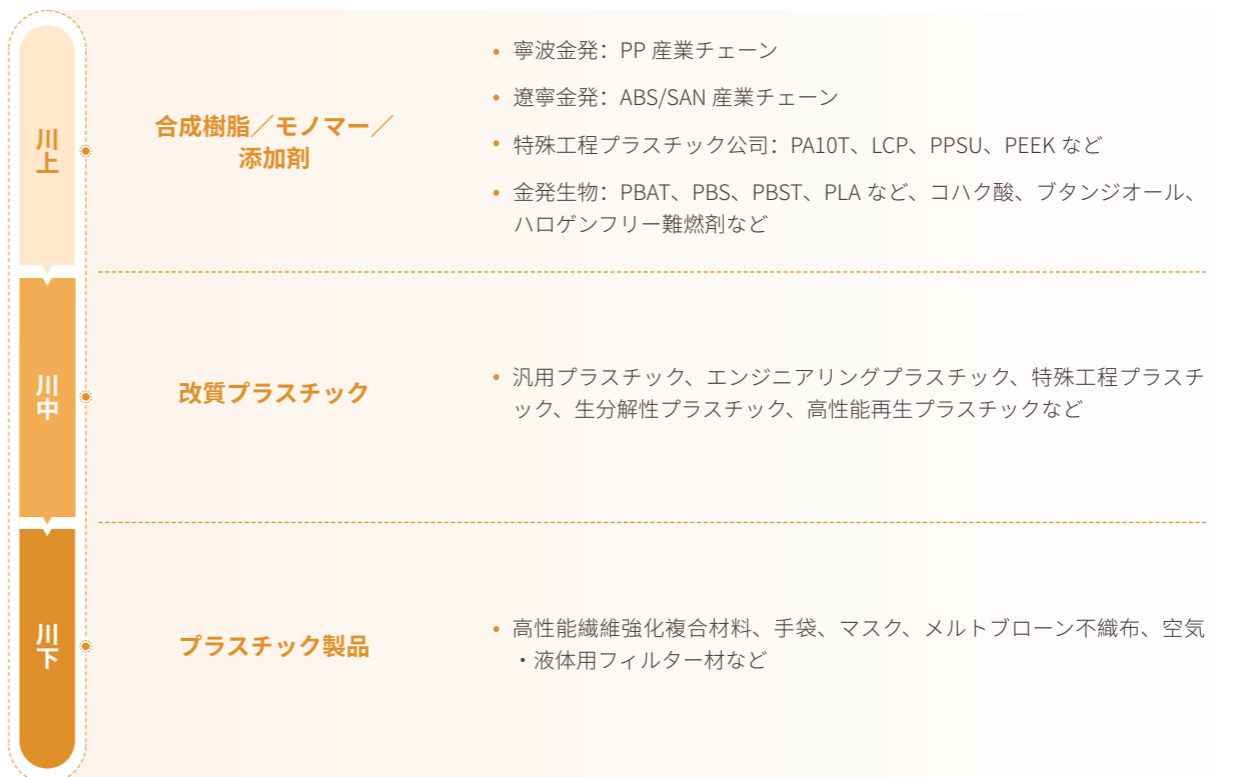 川上
合成樹脂／モノマー／
添加剤
• 寧波金発：PP 産業チェーン
• 遼寧金発：ABS/SAN 産業チェーン
• 特殊工程プラスチック公司：PA10T、LCP、PPSU、PEEK など
• 金発生物：PBAT、PBS、PBST、PLA など、コハク酸、ブタンジオール、
ハロゲンフリー難燃剤など
川中
改質プラスチック
• 汎用プラスチック、エンジニアリングプラスチック、特殊工程プラスチ
ック、生分解性プラスチック、高性能再生プラスチックなど
川下
プラスチック製品
• 高性能繊維強化複合材料、手袋、マスク、メルトブローン不織布、空気
・液体用フィルター材など